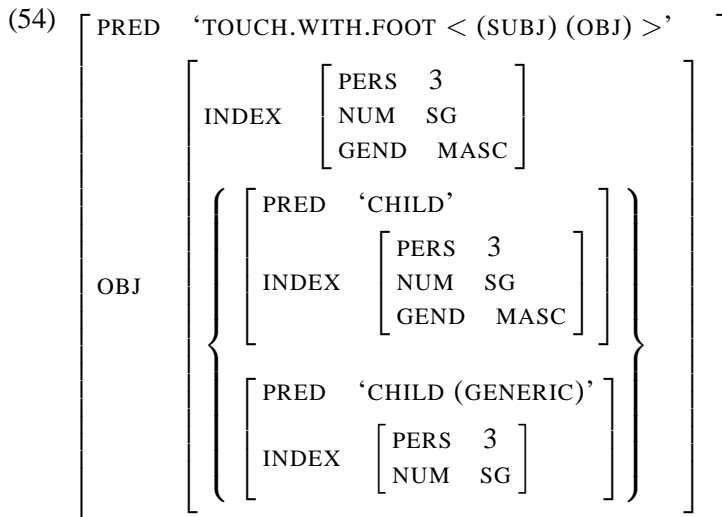 (54) PRED ‘TOUCH.WITH.FOOT < (SUBJ) (OBJ) >’
PERS 3
INDEX NUM SG
GEND MASC
PRED ‘CHILD’
PERS 3
OBJ INDEX NUM SG
GEND MASC
PRED ‘CHILD (GENERIC)’
PERS 3
INDEX NUM SG